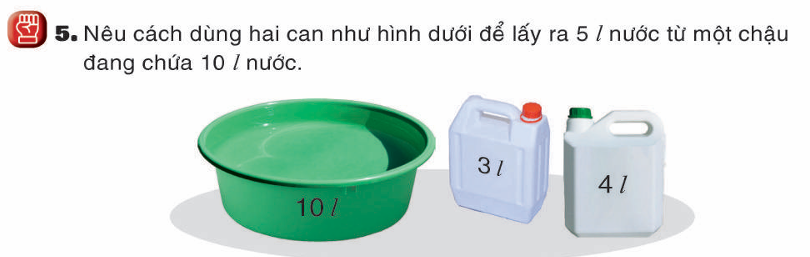 5. Nêu cách dùng hai can như hình dưới để lấy ra 5 l nước từ một chậu
đang chứa 10 l nước.
10 l
3 l
4 l